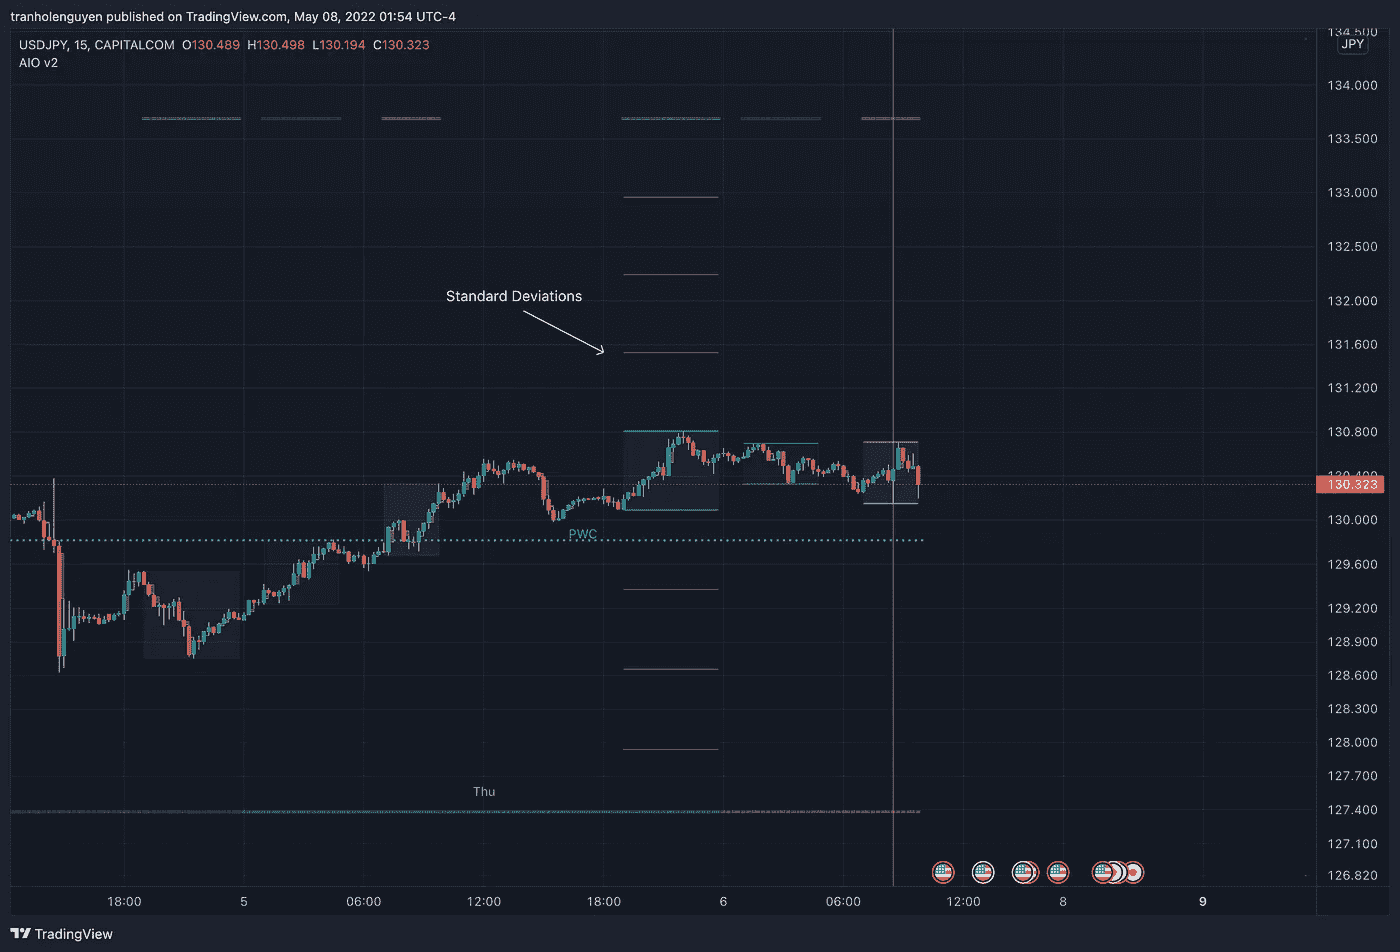 tranholenguyen published on TradingView.com, May 08, 2022 01:54 UTC-4
USDJPY, 15, CAPITALCOM O130.489 H130.498 L130.194 C130.323
AIO v2
134.500
JPY
134.000
133.500
133.000
132.500
Standard Deviations
132.000
131.600
131.200
130.800
130.400
130.323
130.000
PWC
129.600
129.200
128.900
128.600
128.300
128.000
127.700
Thu
127.400
127.100
126.820
18:00 5 06:00 12:00 18:00 6 06:00 12:00 8 9
TradingView